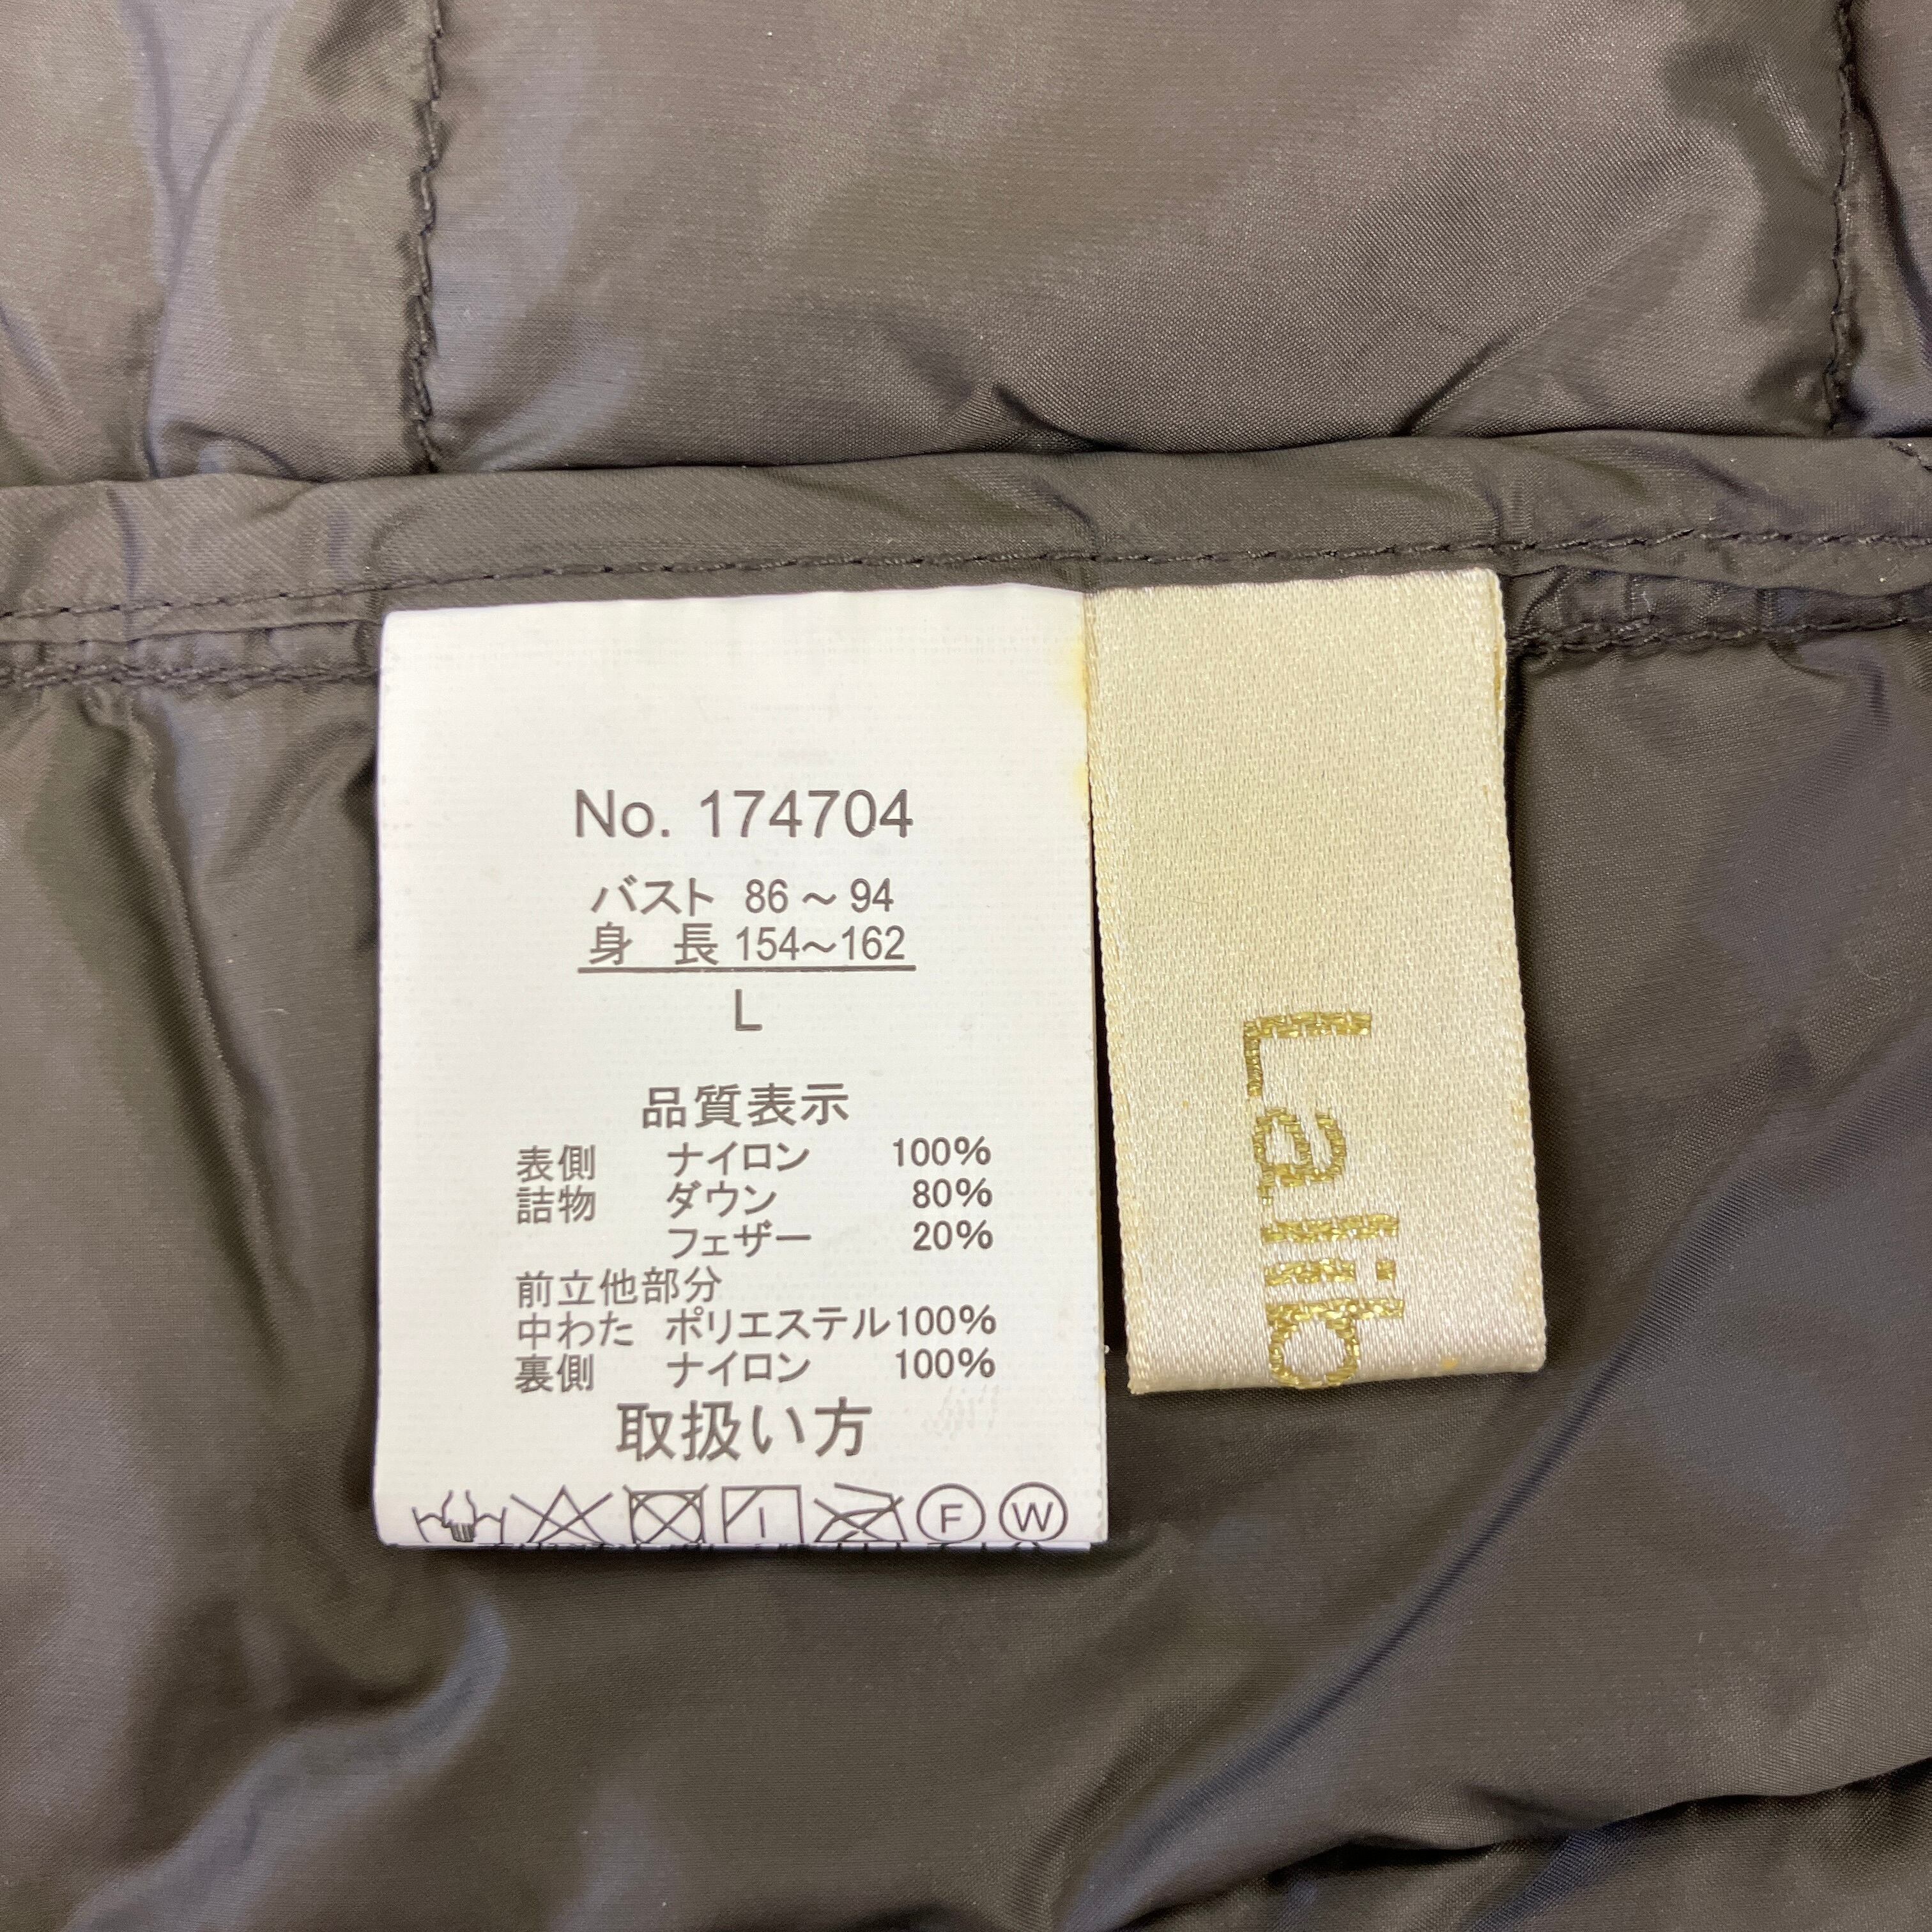 No. 174704
バスト 86～94
身 長 154～162
L
品質表示
表側 ナイロン 100%
詰物 ダウン 80%
フェザー 20%
前立他部分
中わた ポリエステル100%
裏側 ナイロン 100%
取扱い方
F W
Lalib